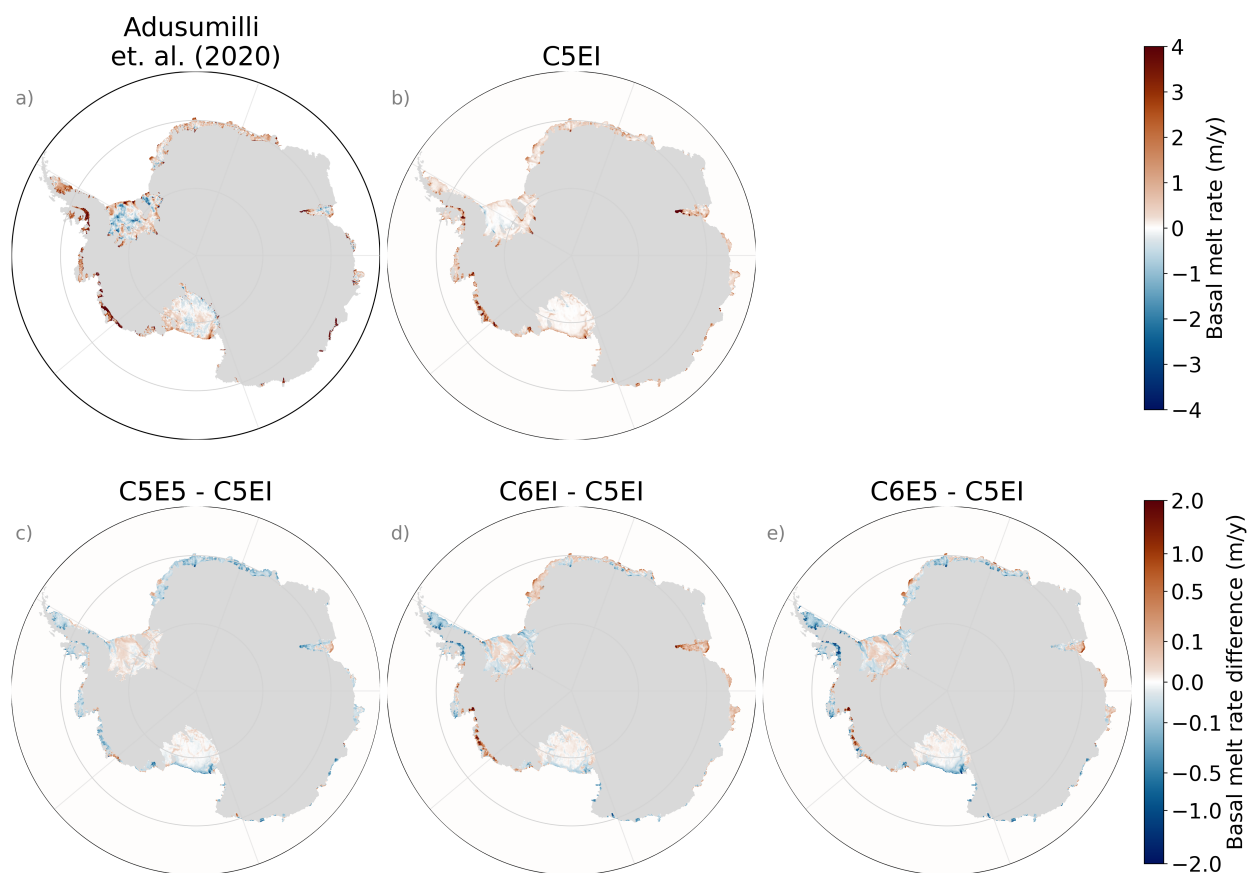 Adusumilli
et. al. (2020)
C5EI
a)
b)
4
3
2
1
0
−1
−2
−3
−4
Basal melt rate (m/y)
C5E5 - C5EI
C6EI - C5EI
C6E5 - C5EI
c)
d)
e)
2.0
1.0
0.5
0.1
0.0
−0.1
−0.5
−1.0
−2.0
Basal melt rate difference (m/y)